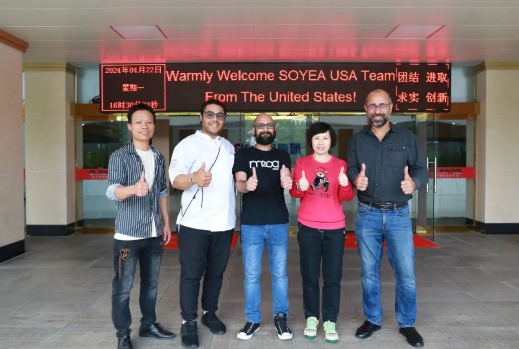 2024年04月22日
星期一
Warmly Welcome SOYEA USA Team
From The United States!
团结 进取
求实 创新
moog